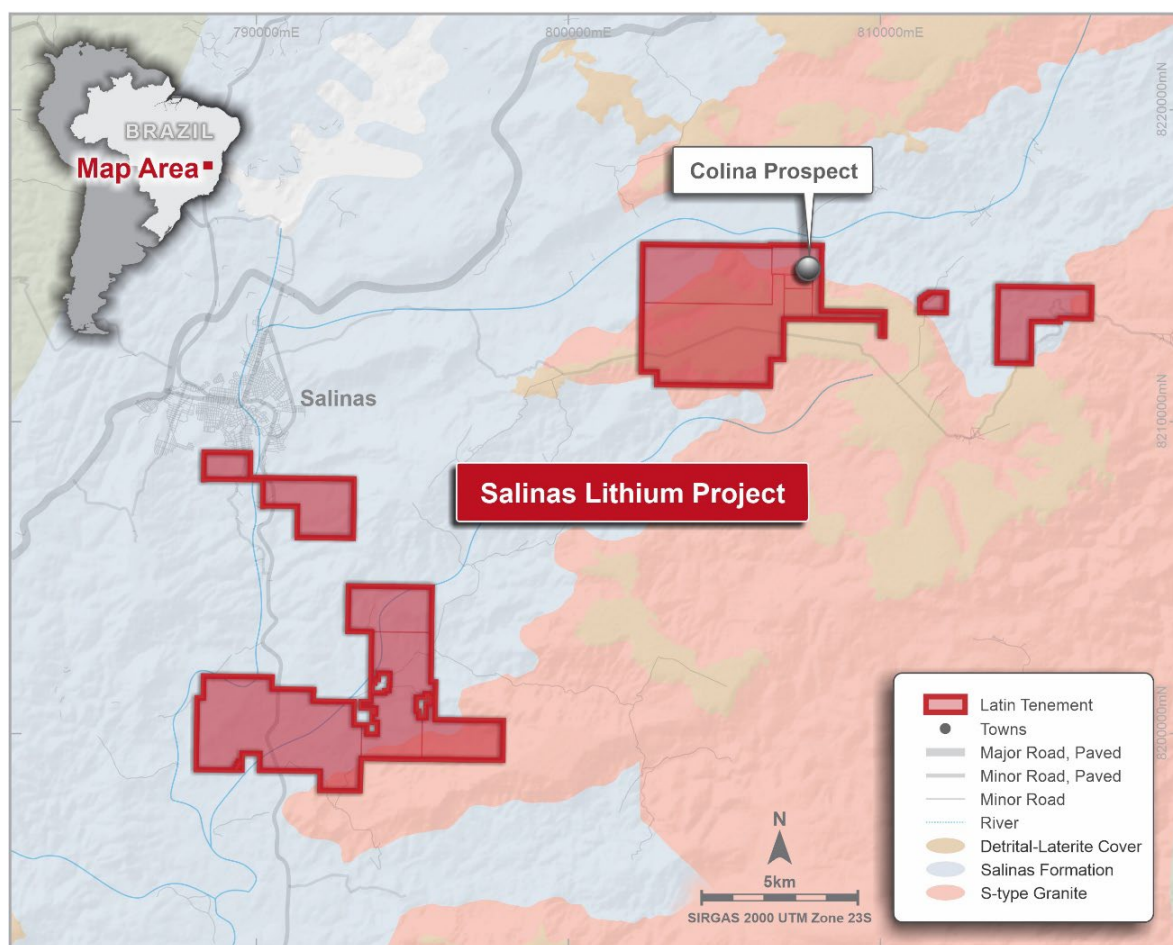 790000mE
800000mE
810000mE
8220000mN
BRAZIL
Map Area
Colina Prospect
Salinas
8210000mN
Salinas Lithium Project
8200000mN
Latin Tenement
Towns
Major Road, Paved
Minor Road, Paved
Minor Road
River
Detrital-Laterite Cover
Salinas Formation
S-type Granite
N
5km
SIRGAS 2000 UTM Zone 23S